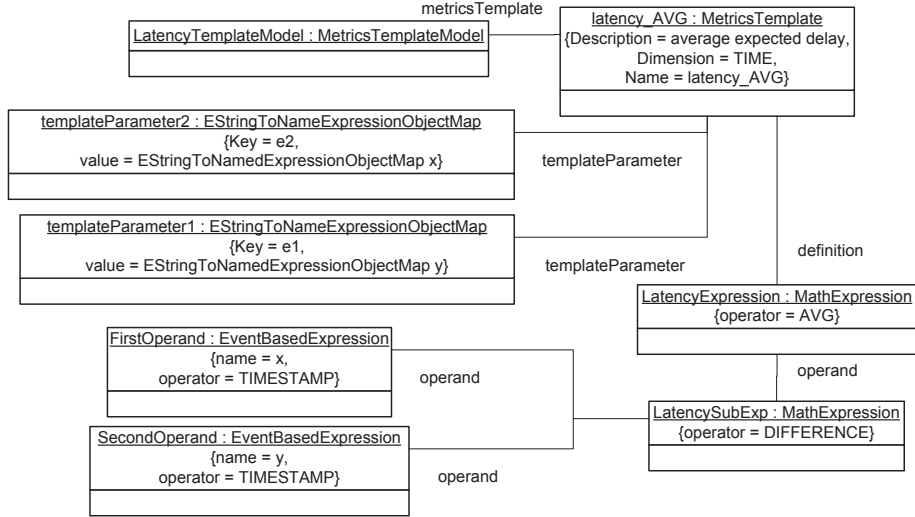 metricsTemplate
LatencyTemplateModel : MetricsTemplateModel
latency_AVG : MetricsTemplate
{Description = average expected delay,
Dimension = TIME,
Name = latency_AVG}
templateParameter2 : EStringToNameExpressionObjectMap
{Key = e2,
value = EStringToNamedExpressionObjectMap x}
templateParameter
templateParameter1 : EStringToNameExpressionObjectMap
{Key = e1,
value = EStringToNamedExpressionObjectMap y}
templateParameter
definition
LatencyExpression : MathExpression
{operator = AVG}
FirstOperand : EventBasedExpression
{name = x,
operator = TIMESTAMP}
operand
operand
LatencySubExp : MathExpression
{operator = DIFFERENCE}
SecondOperand : EventBasedExpression
{name = y,
operator = TIMESTAMP}
operand